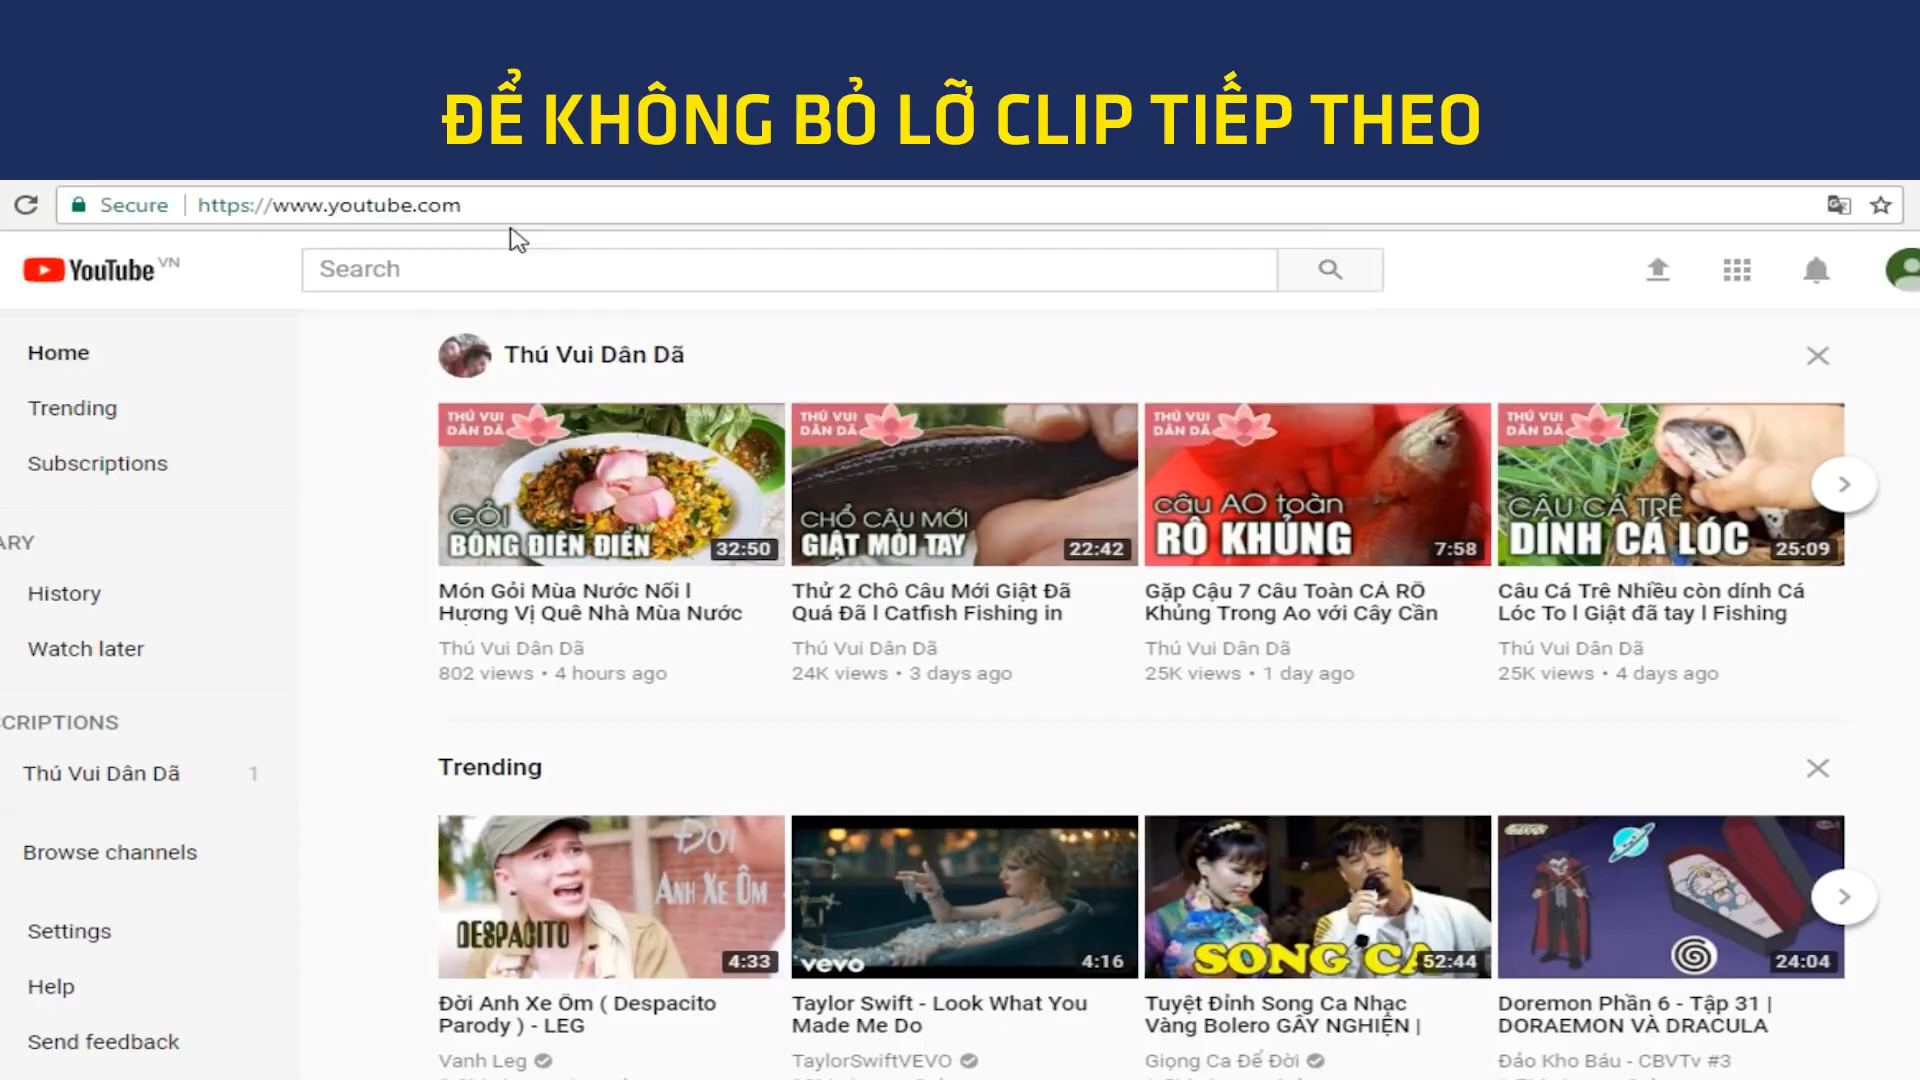 ĐỂ KHÔNG BỎ LỠ CLIP TIẾP THEO
Secure https://www.youtube.com
YouTube VN
Search
Home
Trending
Subscriptions
ARY
History
Watch later
CRIPTIONS
Thú Vui Dân Dã 1
Browse channels
Settings
Help
Send feedback
Thú Vui Dân Dã
THÚ VUI
DÂN DÃ
GỎI
BÔNG ĐIÊN ĐIỂN
32:50
Món Gỏi Mùa Nước Nổi l
Hương Vị Quê Nhà Mùa Nước
Thú Vui Dân Dã
802 views • 4 hours ago
THÚ VUI
DÂN DÃ
CHỔ CÂU MỚI
GIẬT MỎI TAY
22:42
Thử 2 Chô Câu Mới Giật Đã
Quá Đã l Catfish Fishing in
Thú Vui Dân Dã
24K views • 3 days ago
THÚ VUI
DÂN DÃ
câu AO toàn
RÔ KHỦNG
7:58
Gặp Cậu 7 Câu Toàn CÁ RÔ
Khủng Trong Ao với Cây Cần
Thú Vui Dân Dã
25K views • 1 day ago
THÚ VUI
DÂN DÃ
CÂU CÁ TRÊ
DÍNH CÁ LÓC
25:09
Câu Cá Trê Nhiều còn dính Cá
Lóc To l Giật đã tay l Fishing
Thú Vui Dân Dã
25K views • 4 days ago
Trending
ĐỜI
ANH XE ÔM
DESPACITO
4:33
Đời Anh Xe Ôm ( Despacito
Parody ) - LEG
Vanh Leg
vevo
4:16
Taylor Swift - Look What You
Made Me Do
TaylorSwiftVEVO
SONG CA
52:44
Tuyệt Đỉnh Song Ca Nhạc
Vàng Bolero GÂY NGHIỆN |
Giọng Ca Để Đời
24:04
Doremon Phần 6 - Tập 31 |
DORAEMON VÀ DRACULA
Đảo Kho Báu - CBVTv #3